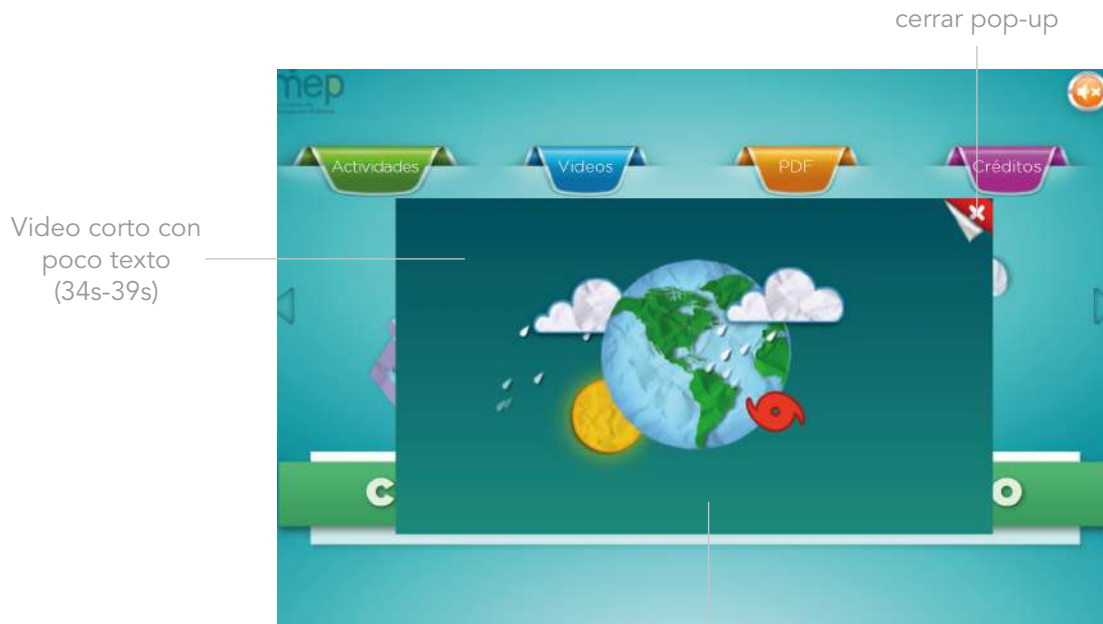 cerrar pop-up
mep
Actividades
Videos
PDF
Créditos
Video corto con
poco texto
(34s-39s)
C
O